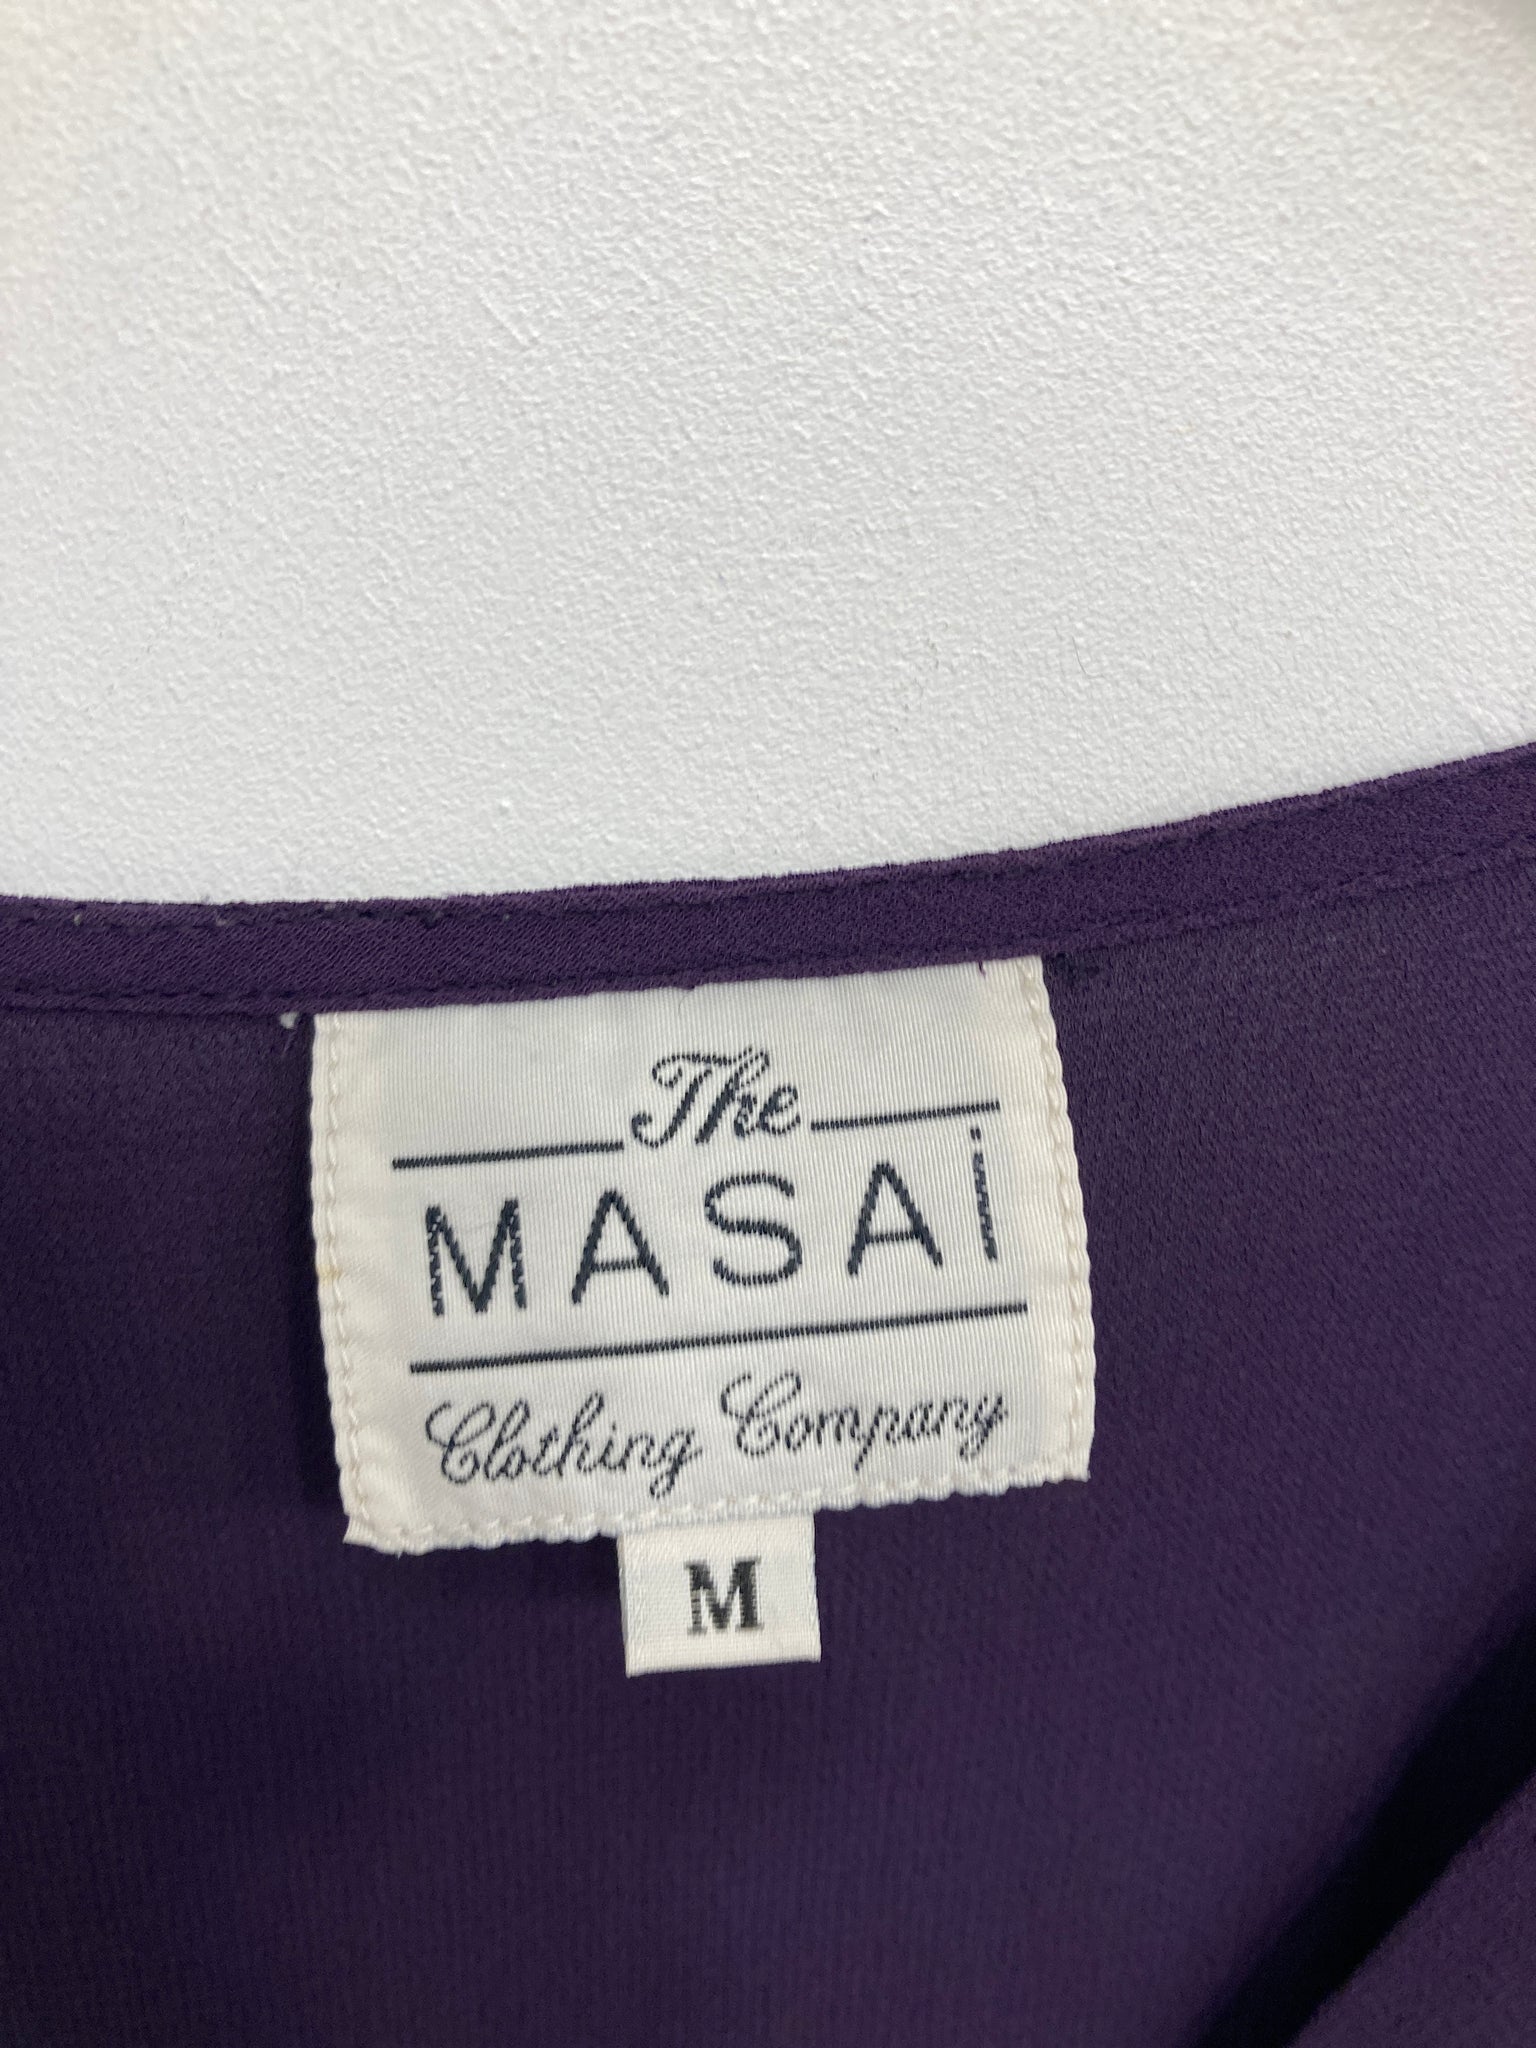 The
MASAi
Clothing Company
M